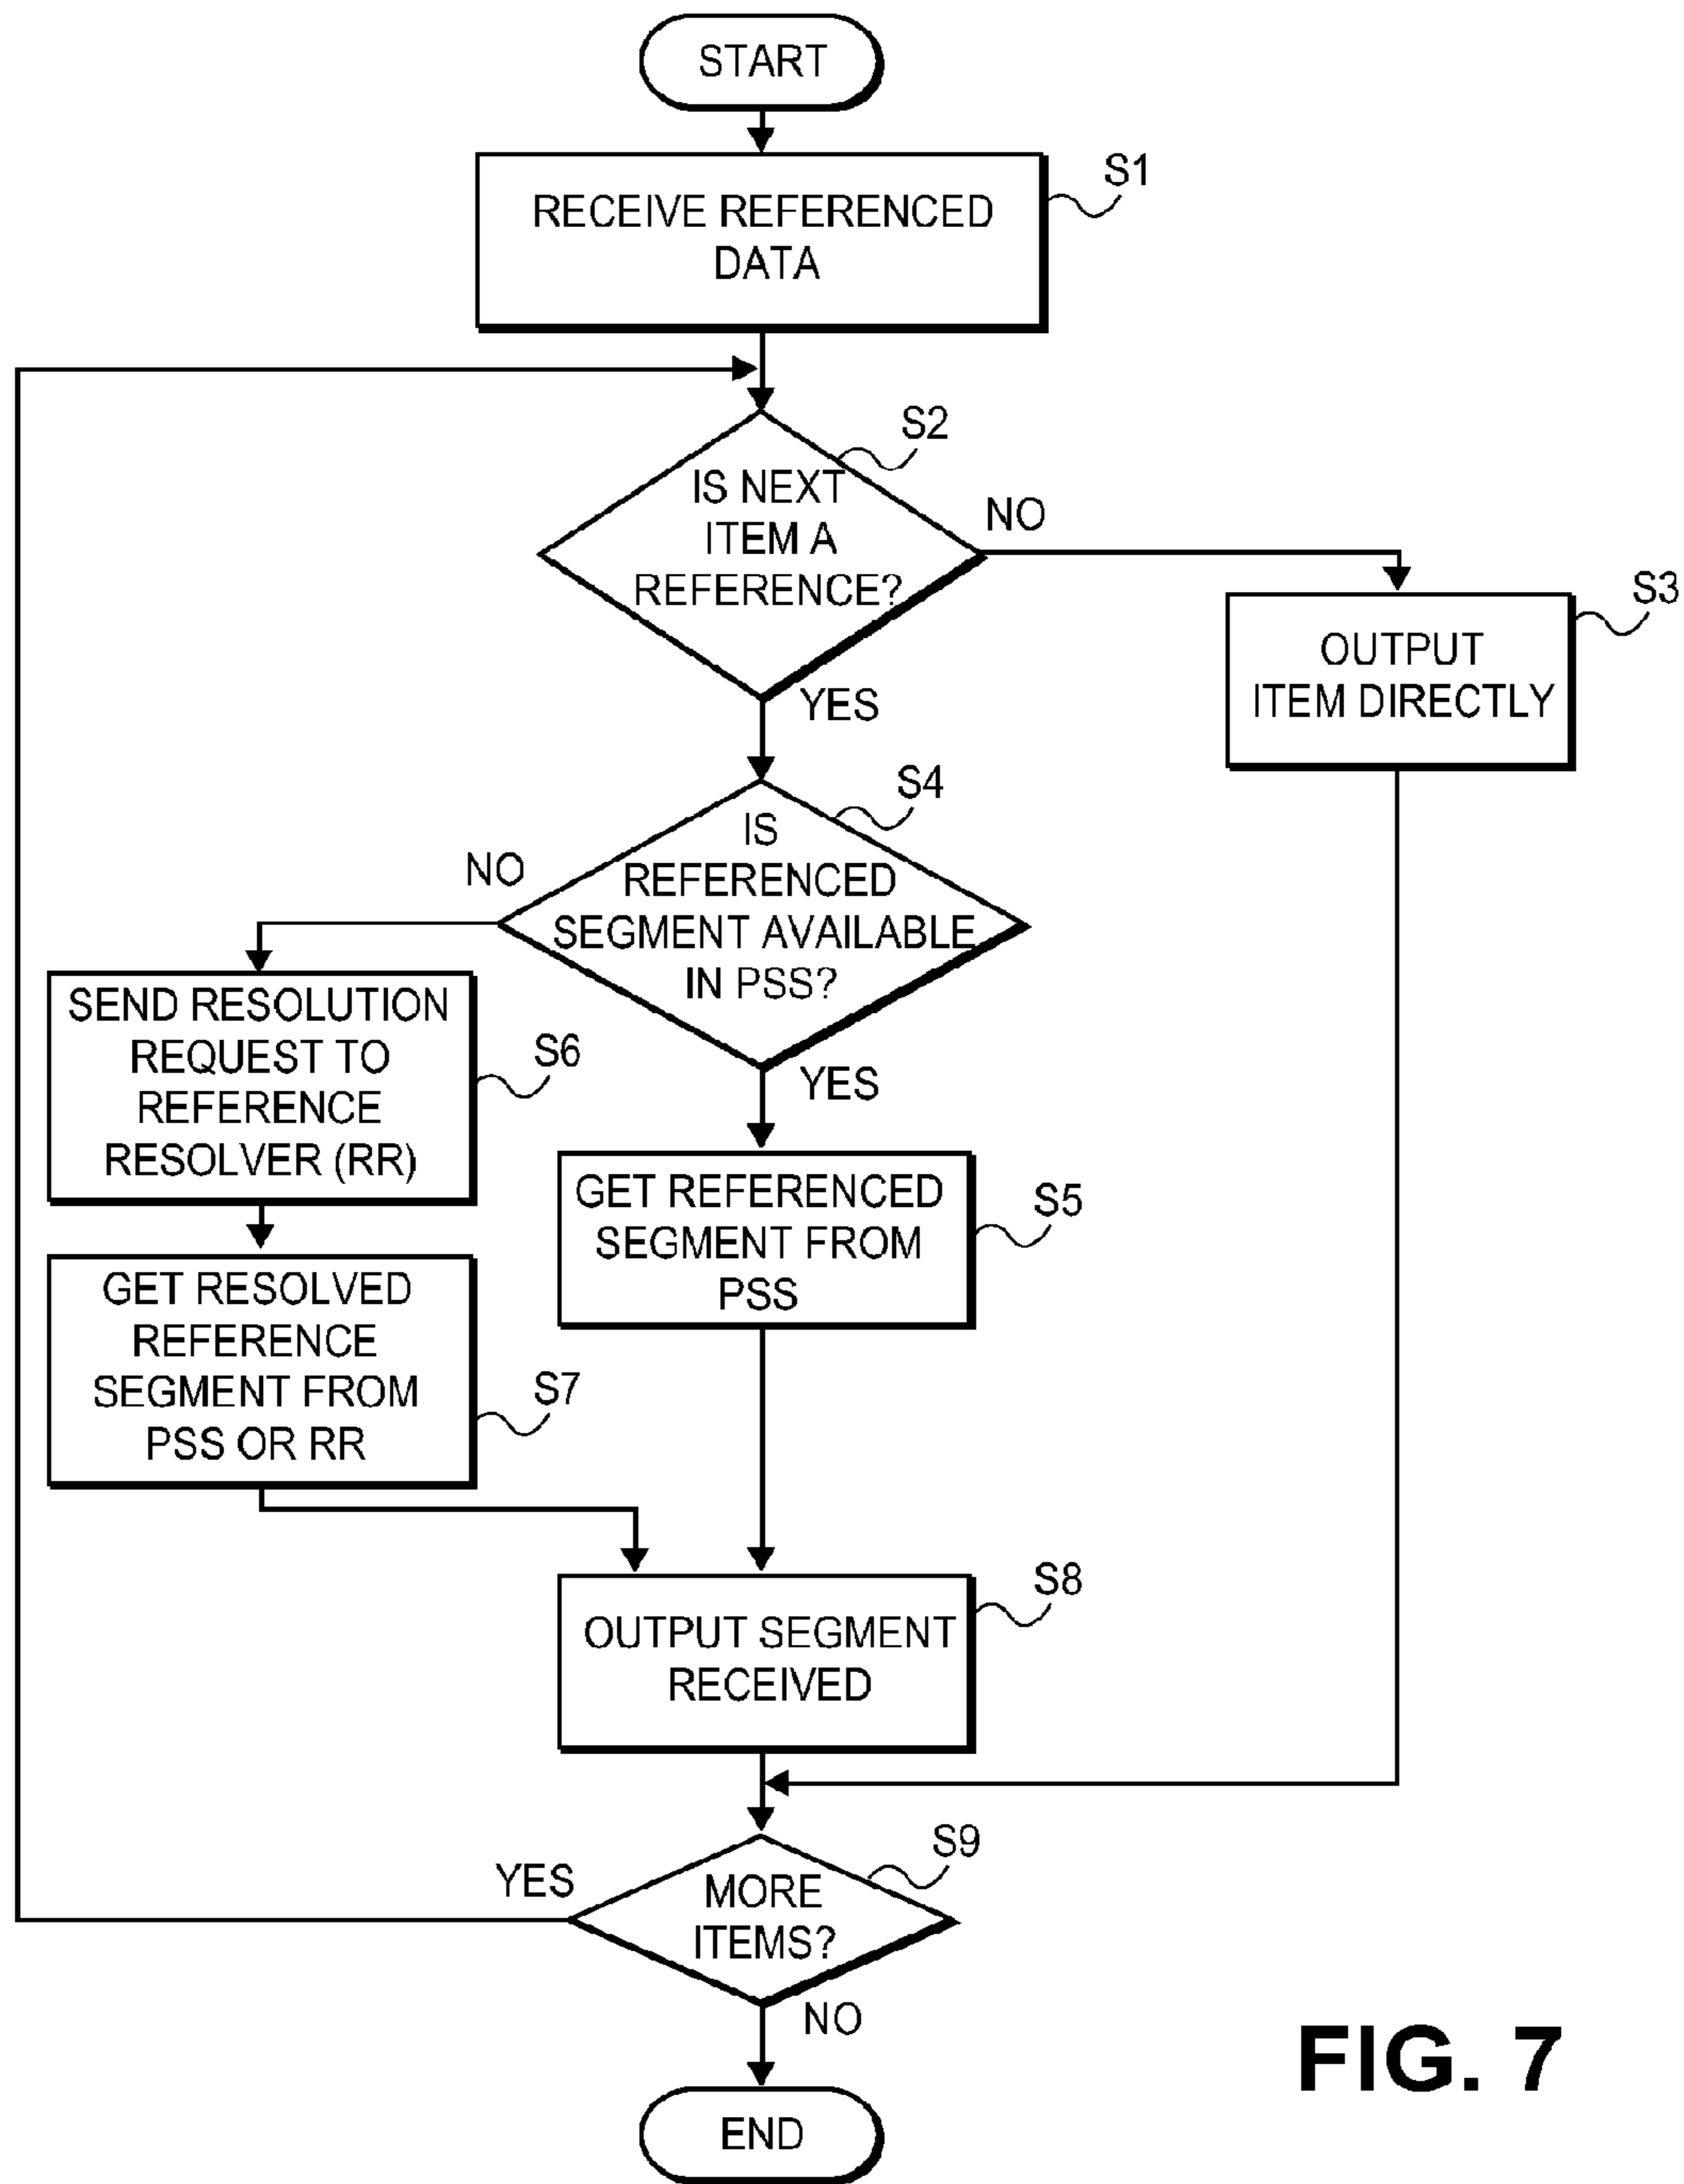 START
S1
RECEIVE REFERENCED
DATA
S2
IS NEXT
ITEM A
REFERENCE?
NO
YES
S3
OUTPUT
ITEM DIRECTLY
S4
IS
REFERENCED
SEGMENT AVAILABLE
IN PSS?
NO
YES
SEND RESOLUTION
REQUEST TO
REFERENCE
RESOLVER (RR)
S6
GET REFERENCED
SEGMENT FROM
PSS
S5
GET RESOLVED
REFERENCE
SEGMENT FROM
PSS OR RR
S7
S8
OUTPUT SEGMENT
RECEIVED
S9
YES
MORE
ITEMS?
NO
END
FIG. 7